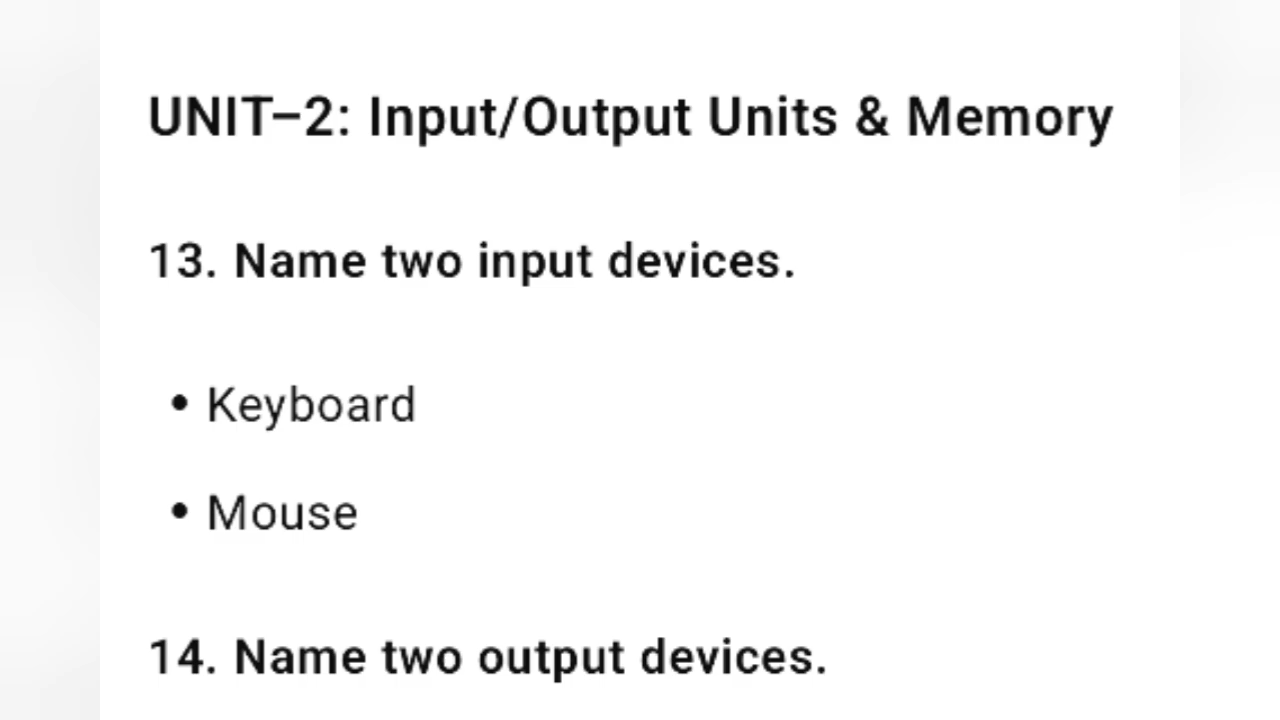 UNIT–2: Input/Output Units & Memory
13. Name two input devices.
• Keyboard
• Mouse
14. Name two output devices.